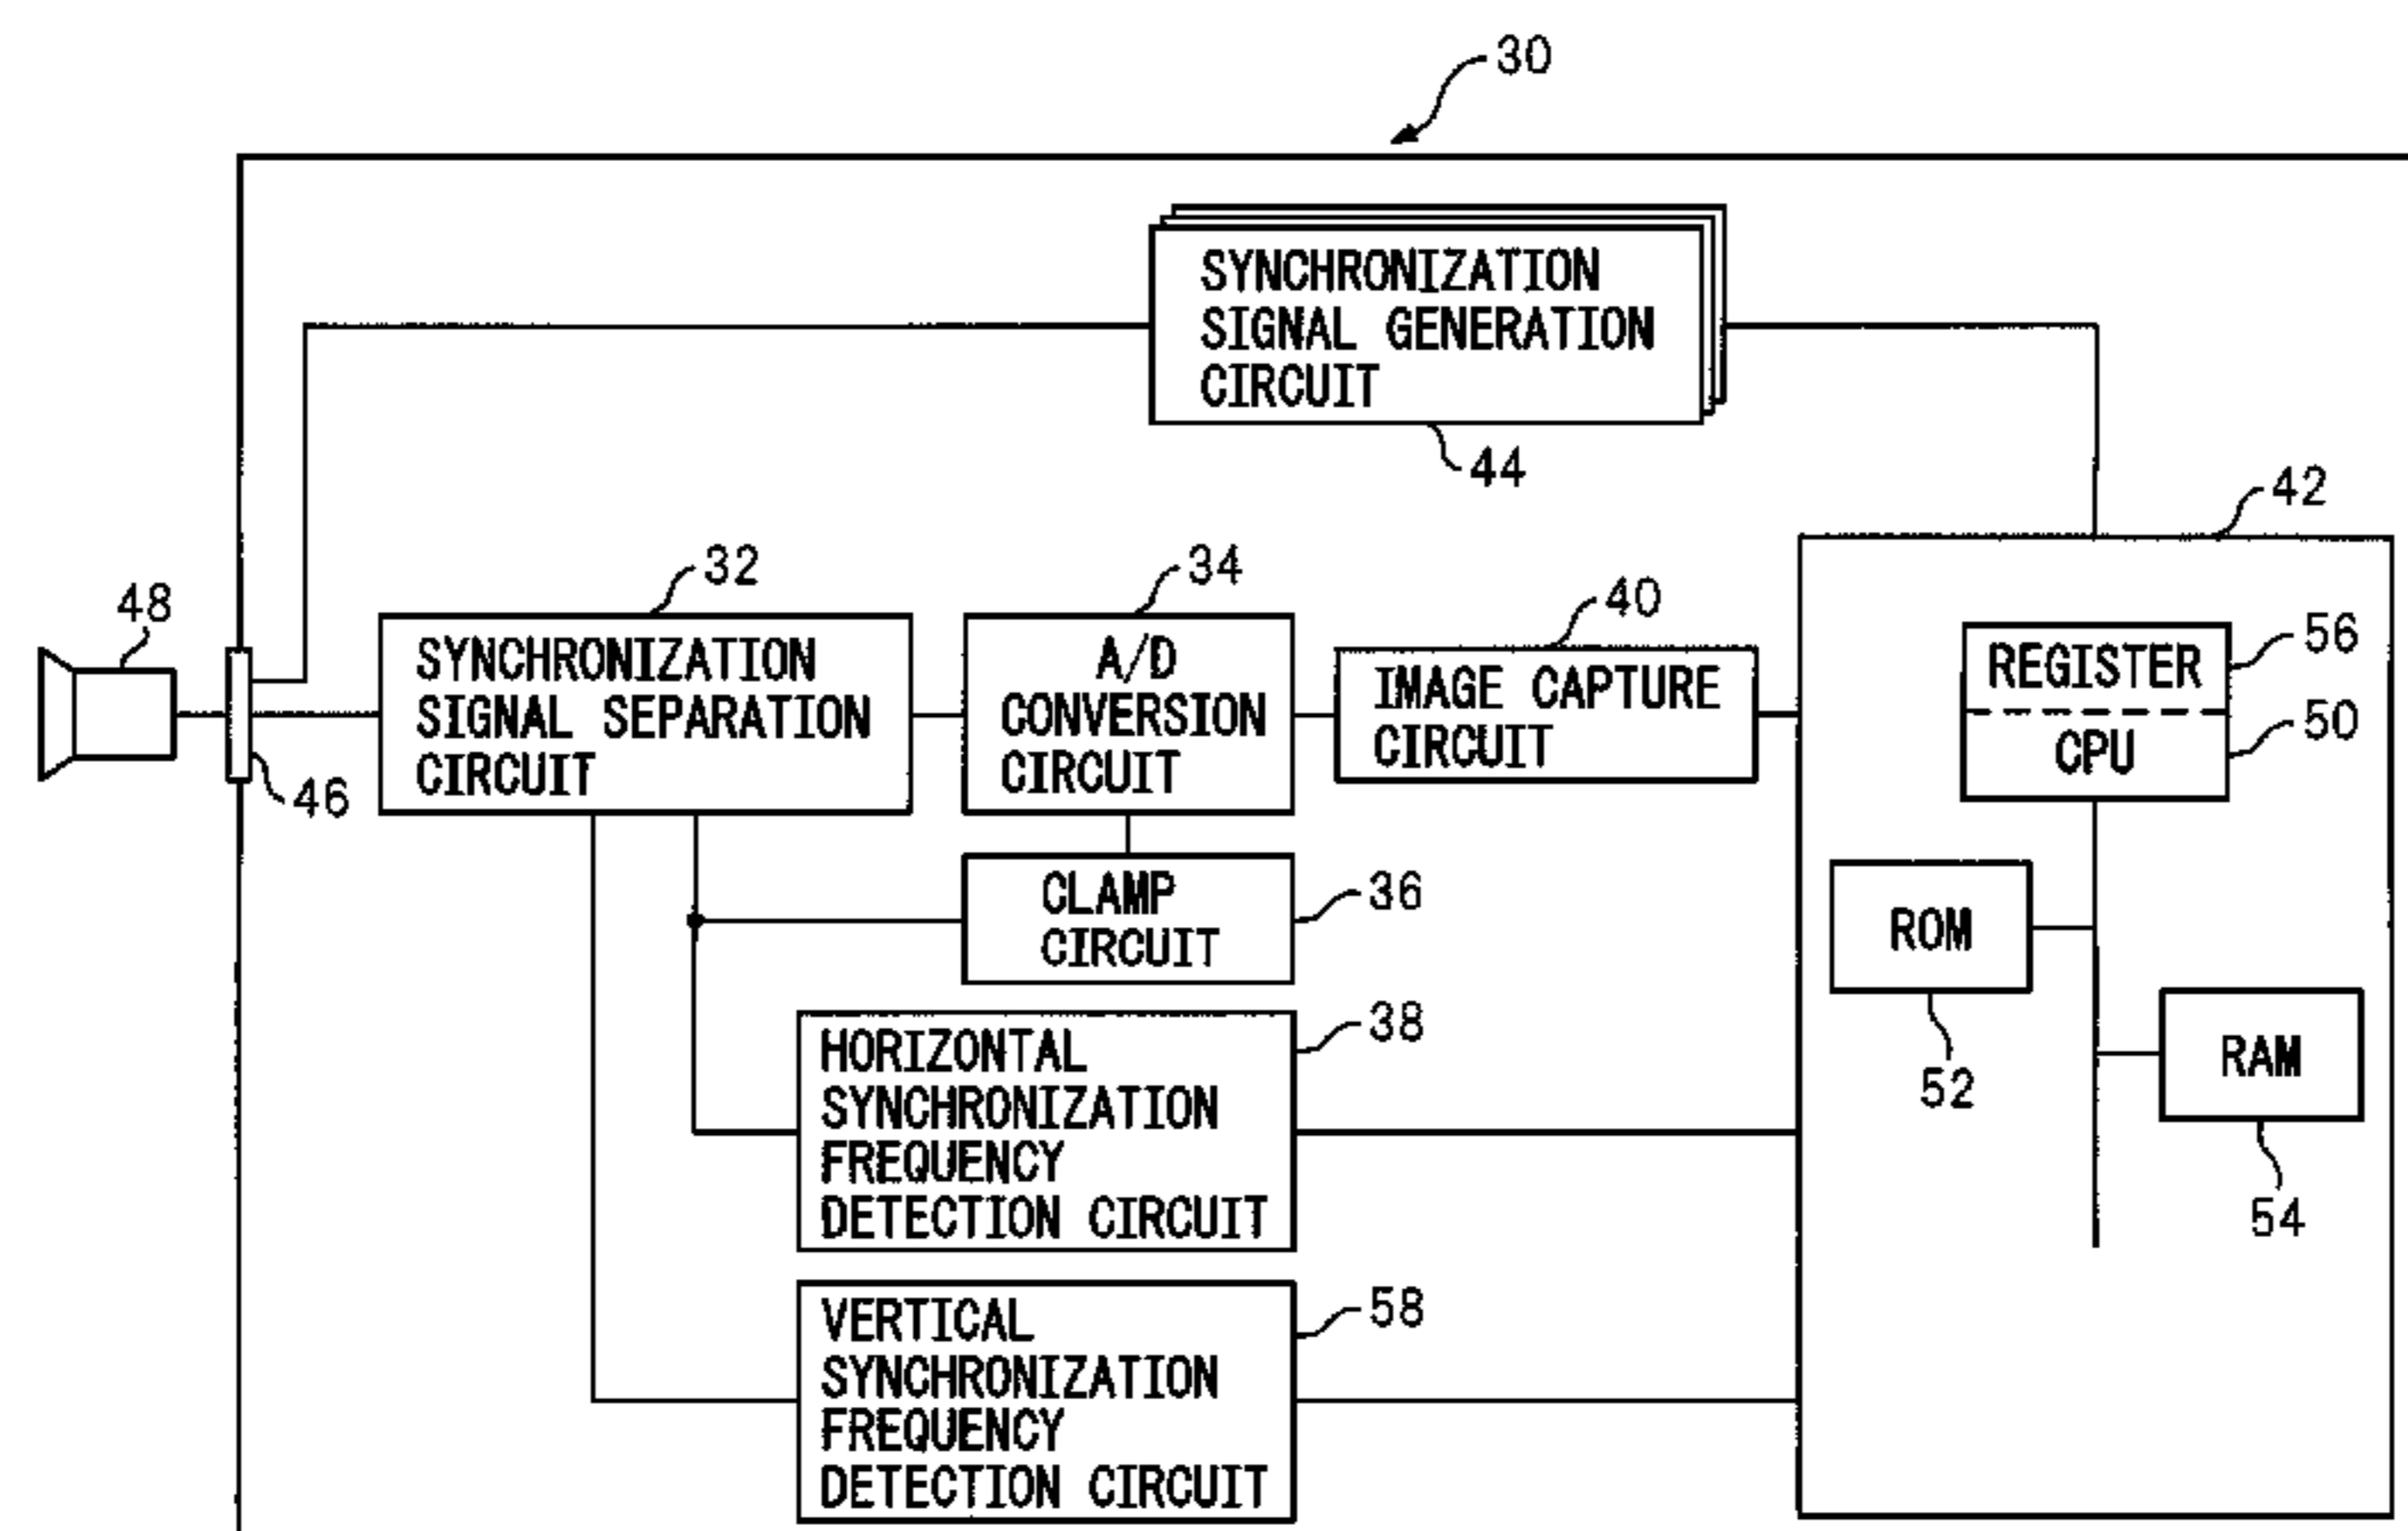 30
SYNCHRONIZATION
SIGNAL GENERATION
CIRCUIT
44
42
48
32
SYNCHRONIZATION
SIGNAL SEPARATION
CIRCUIT
46
34
A/D
CONVERSION
CIRCUIT
40
IMAGE CAPTURE
CIRCUIT
REGISTER
56
CPU
50
CLAMP
CIRCUIT
36
ROM
52
RAM
54
HORIZONTAL
SYNCHRONIZATION
FREQUENCY
DETECTION CIRCUIT
38
VERTICAL
SYNCHRONIZATION
FREQUENCY
DETECTION CIRCUIT
58